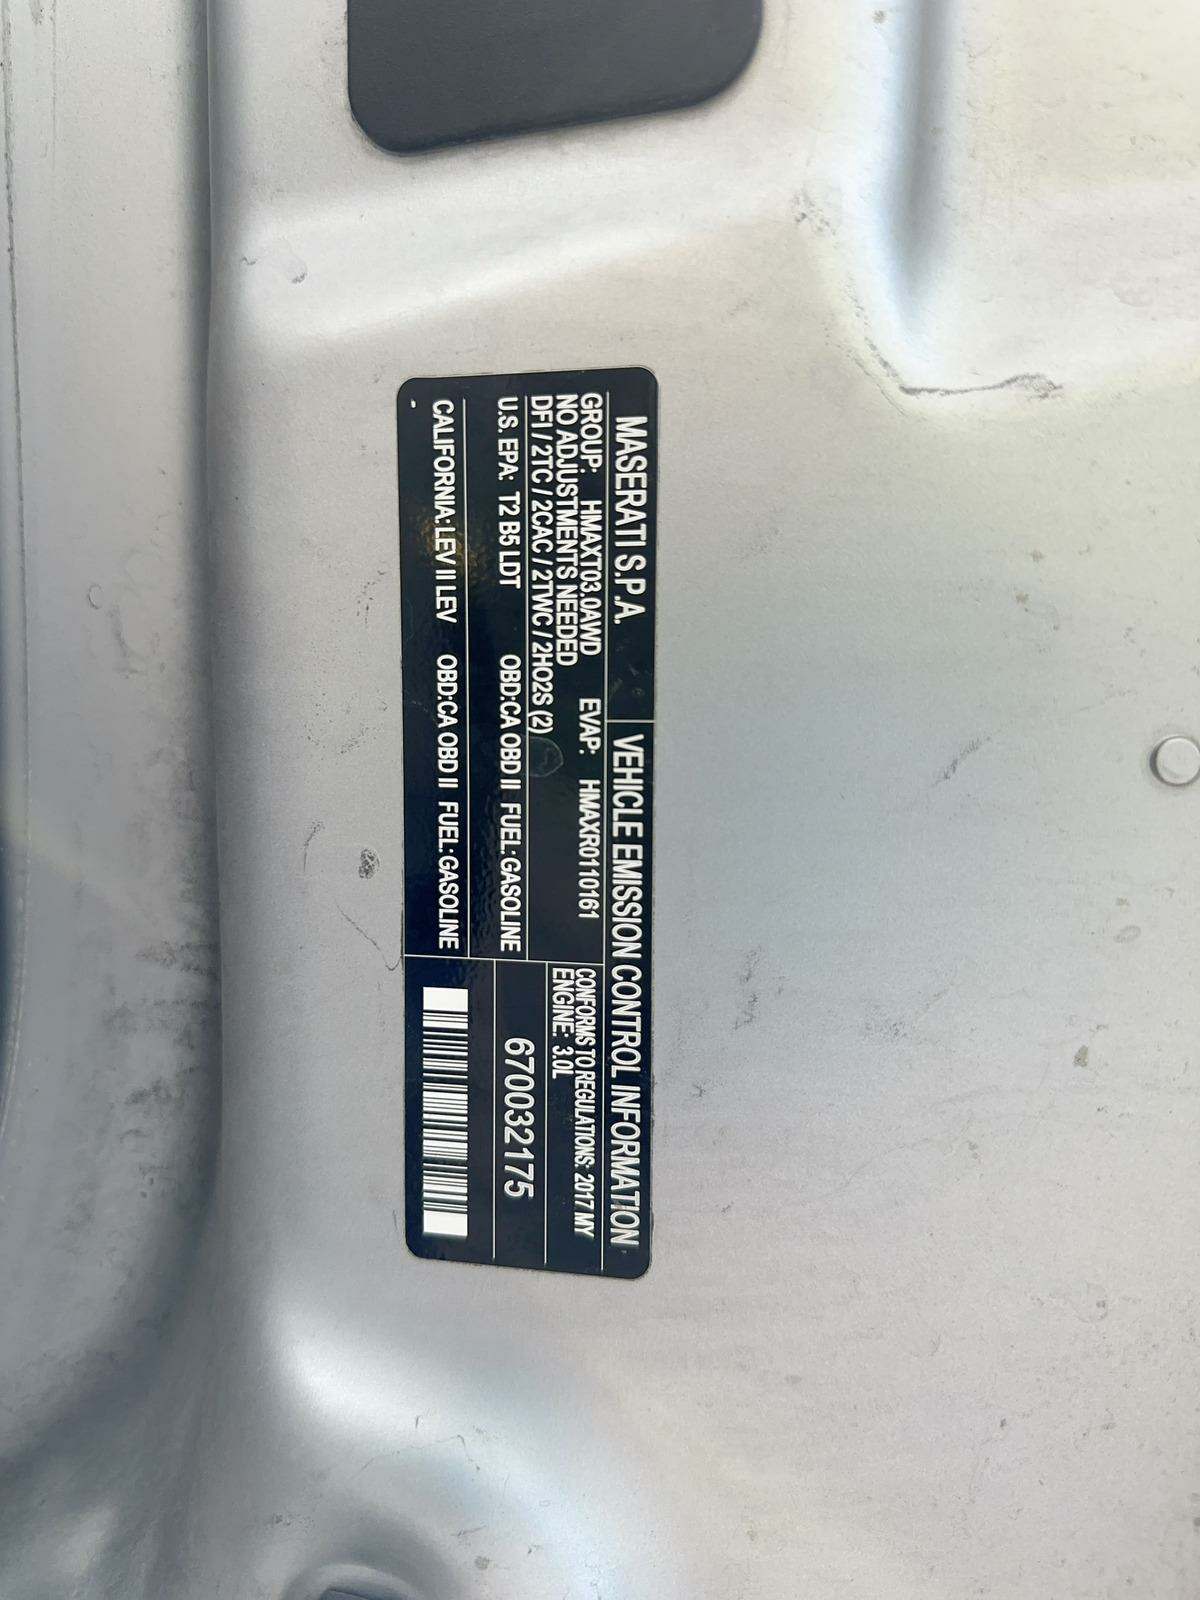 MASERATI S.P.A. VEHICLE EMISSION CONTROL INFORMATION
GROUP: HMAXT03.0AWD EVAP: HMAXR0110161
NO ADJUSTMENTS NEEDED
DFI / 2TC / 2CAC / 2TWC / 2HO2S (2)
U.S. EPA: T2 B5 LDT OBD:CA OBD II FUEL:GASOLINE
CALIFORNIA: LEV II LEV OBD:CA OBD II FUEL:GASOLINE
-
CONFORMS TO REGULATIONS: 2017 MY
ENGINE: 3.0L
670032175